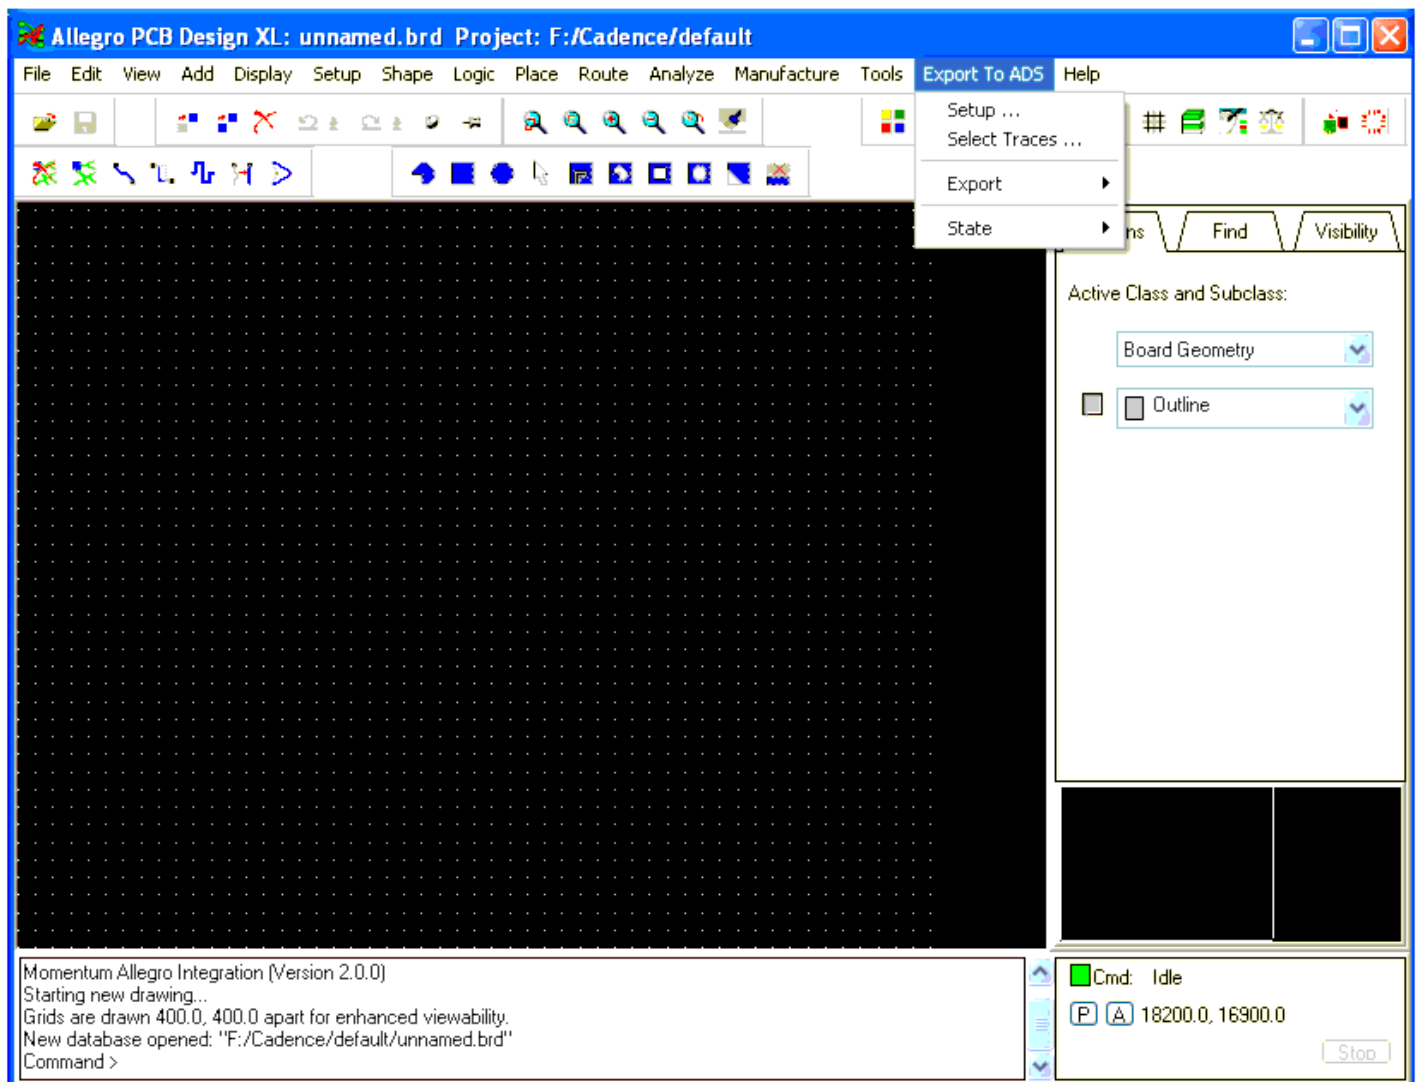 Allegro PCB Design XL: unnamed.brd Project: F:/Cadence/default
File Edit View Add Display Setup Shape Logic Place Route Analyze Manufacture Tools Export To ADS Help
Setup ...
Select Traces ...
Export
State
ns Find Visibility
Active Class and Subclass:
Board Geometry
Outline
Momentum Allegro Integration (Version 2.0.0)
Starting new drawing...
Grids are drawn 400.0, 400.0 apart for enhanced viewability.
New database opened: "F:/Cadence/default/unnamed.brd"
Command >
Cmd: Idle
P A 18200.0, 16900.0
Stop